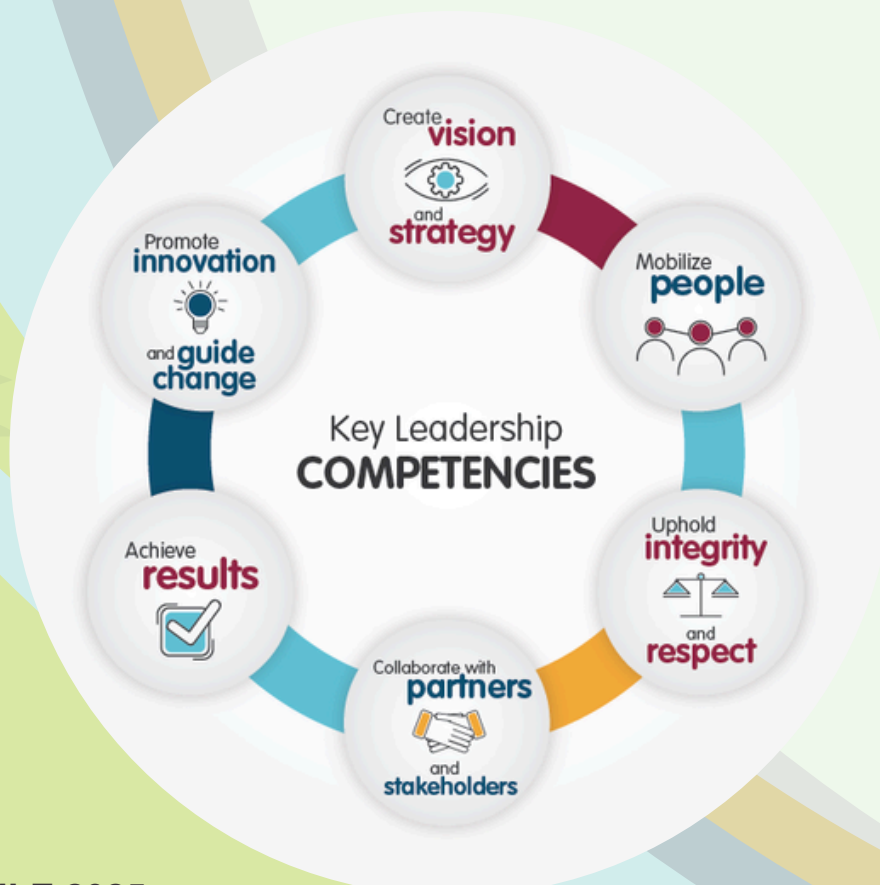 Create
vision
and
strategy
Mobilize
people
Uphold
integrity
and
respect
Collaborate with
partners
and
stakeholders
Achieve
results
Promote
innovation
and guide
change
Key Leadership
COMPETENCIES